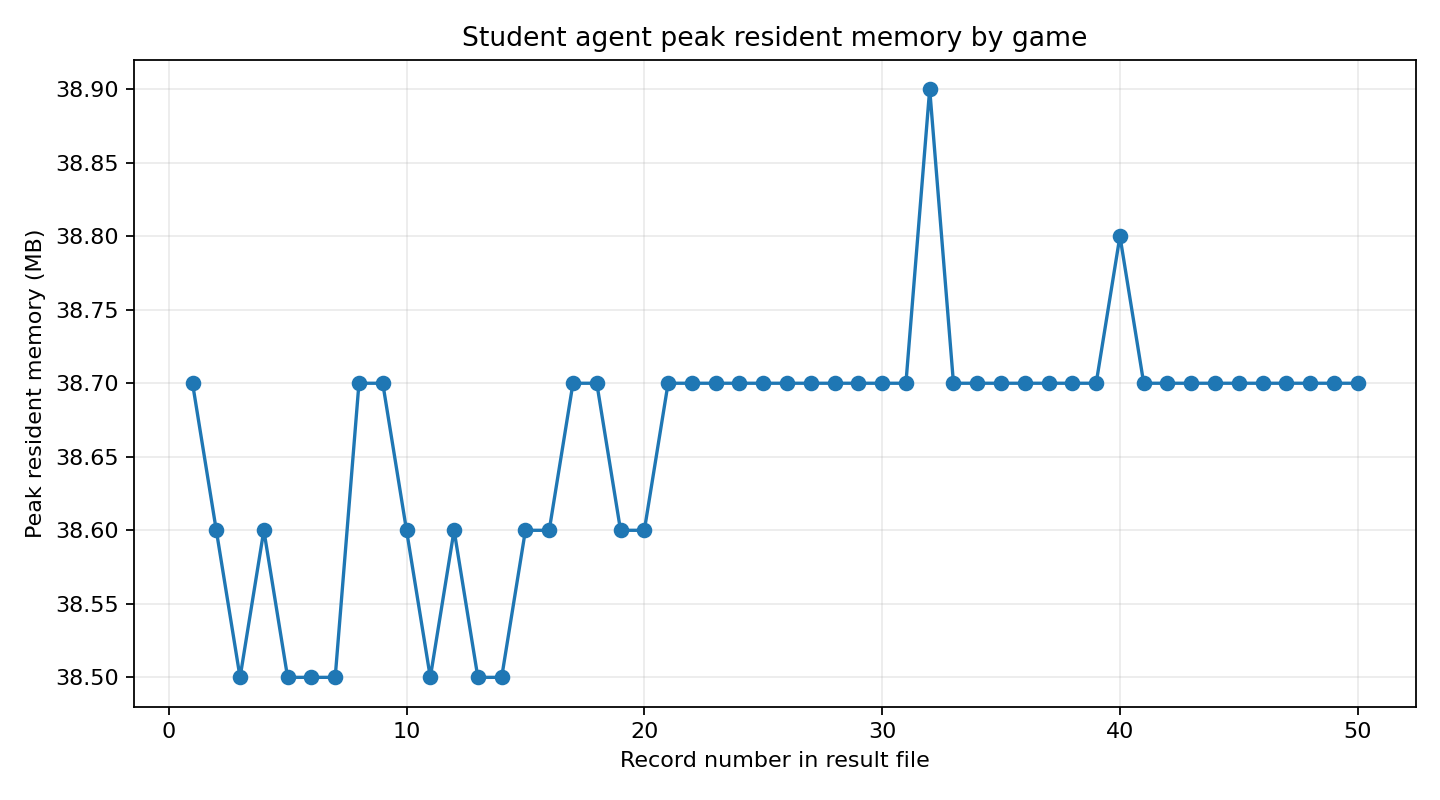 Student agent peak resident memory by game
Peak resident memory (MB)
38.90
38.85
38.80
38.75
38.70
38.65
38.60
38.55
38.50
0 10 20 30 40 50
Record number in result file